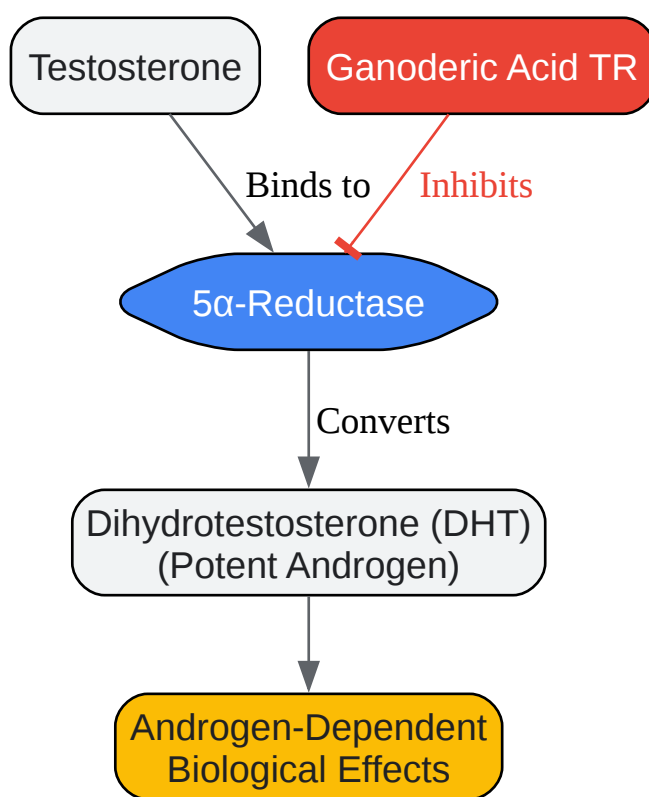 Testosterone
Ganoderic Acid TR
Binds to
Inhibits
5α-Reductase
Converts
Dihydrotestosterone (DHT)
(Potent Androgen)
Androgen-Dependent
Biological Effects